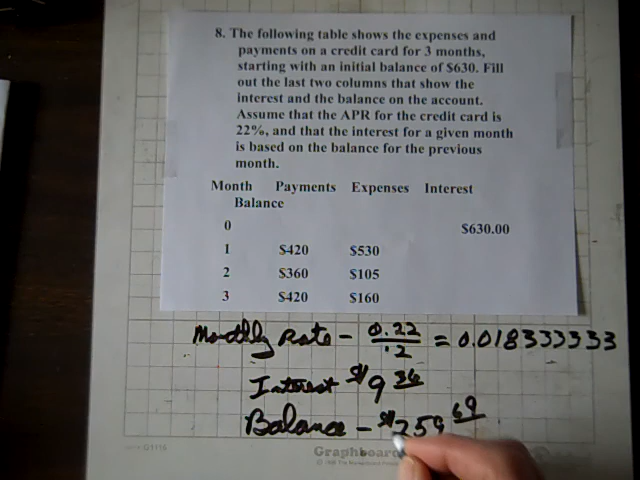 8. The following table shows the expenses and
payments on a credit card for 3 months,
starting with an initial balance of $630. Fill
out the last two columns that show the
interest and the balance on the account.
Assume that the APR for the credit card is
22%, and that the interest for a given month
is based on the balance for the previous
month.
Month Payments Expenses Interest
Balance
0 $630.00
1 $420 $530
2 $360 $105
3 $420 $160
Monthly Rate - 0.22/12 = 0.018333333
Interest $9 36
Balance - $259 69
Graphboard